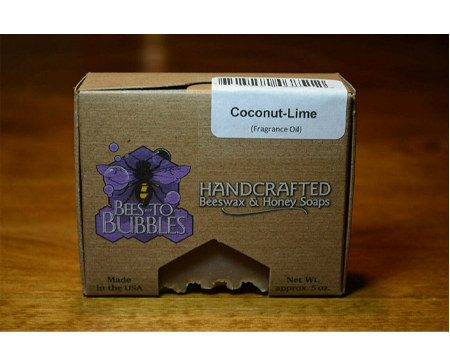 Coconut-Lime
(Fragrance Oil)
HANDCRAFTED
Beeswax & Honey Soaps
BEES-TO
BUBBLES
Made
in the USA
Net Wt.
approx. 5 oz.